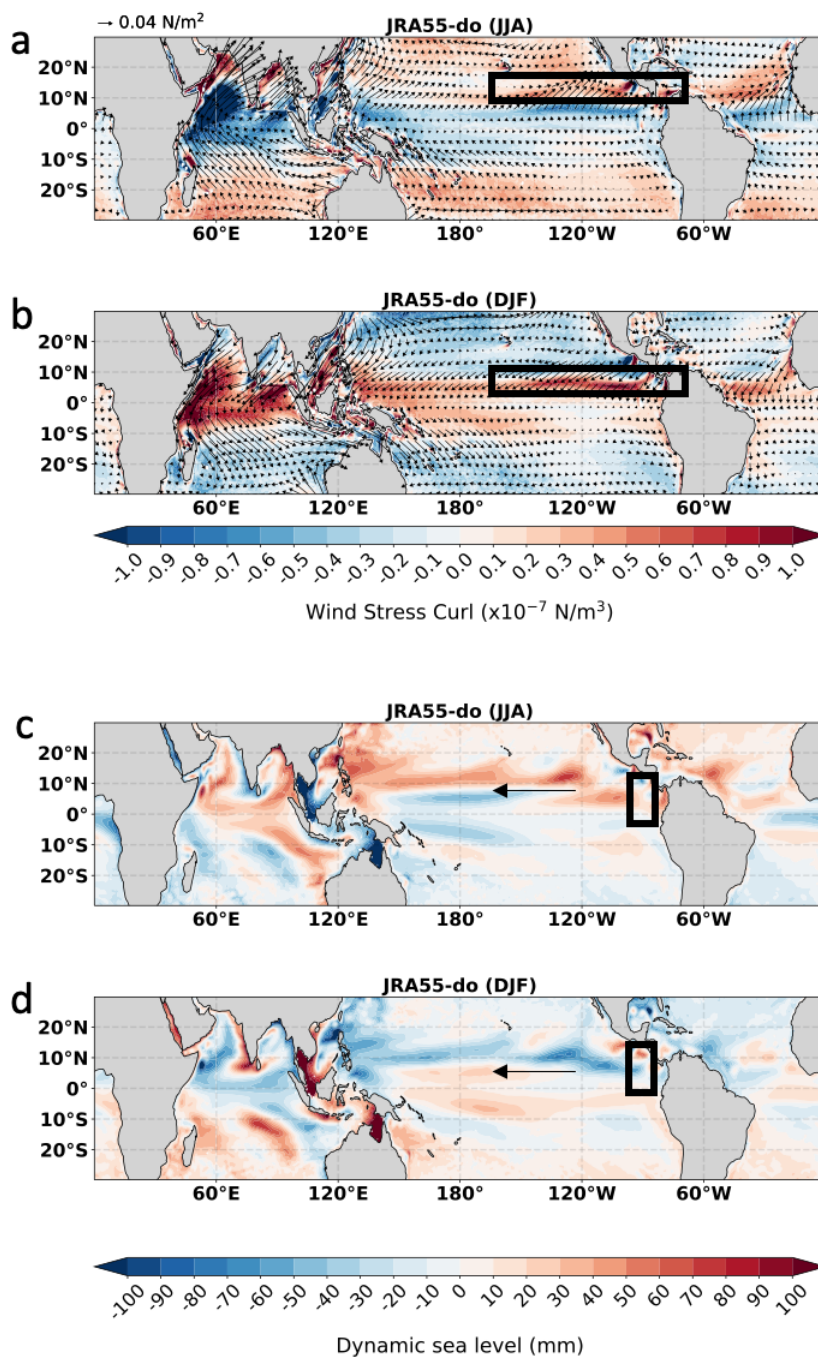 a
→ 0.04 N/m²
JRA55-do (JJA)
20°N
10°N
0°
10°S
20°S
60°E 120°E 180° 120°W 60°W
b
JRA55-do (DJF)
20°N
10°N
0°
10°S
20°S
60°E 120°E 180° 120°W 60°W
-1.0 -0.9 -0.8 -0.7 -0.6 -0.5 -0.4 -0.3 -0.2 -0.1 0.0 0.1 0.2 0.3 0.4 0.5 0.6 0.7 0.8 0.9 1.0
Wind Stress Curl (x10⁻⁷ N/m³)
c
JRA55-do (JJA)
20°N
10°N
0°
10°S
20°S
60°E 120°E 180° 120°W 60°W
d
JRA55-do (DJF)
20°N
10°N
0°
10°S
20°S
60°E 120°E 180° 120°W 60°W
-100 -90 -80 -70 -60 -50 -40 -30 -20 -10 0 10 20 30 40 50 60 70 80 90 100
Dynamic sea level (mm)